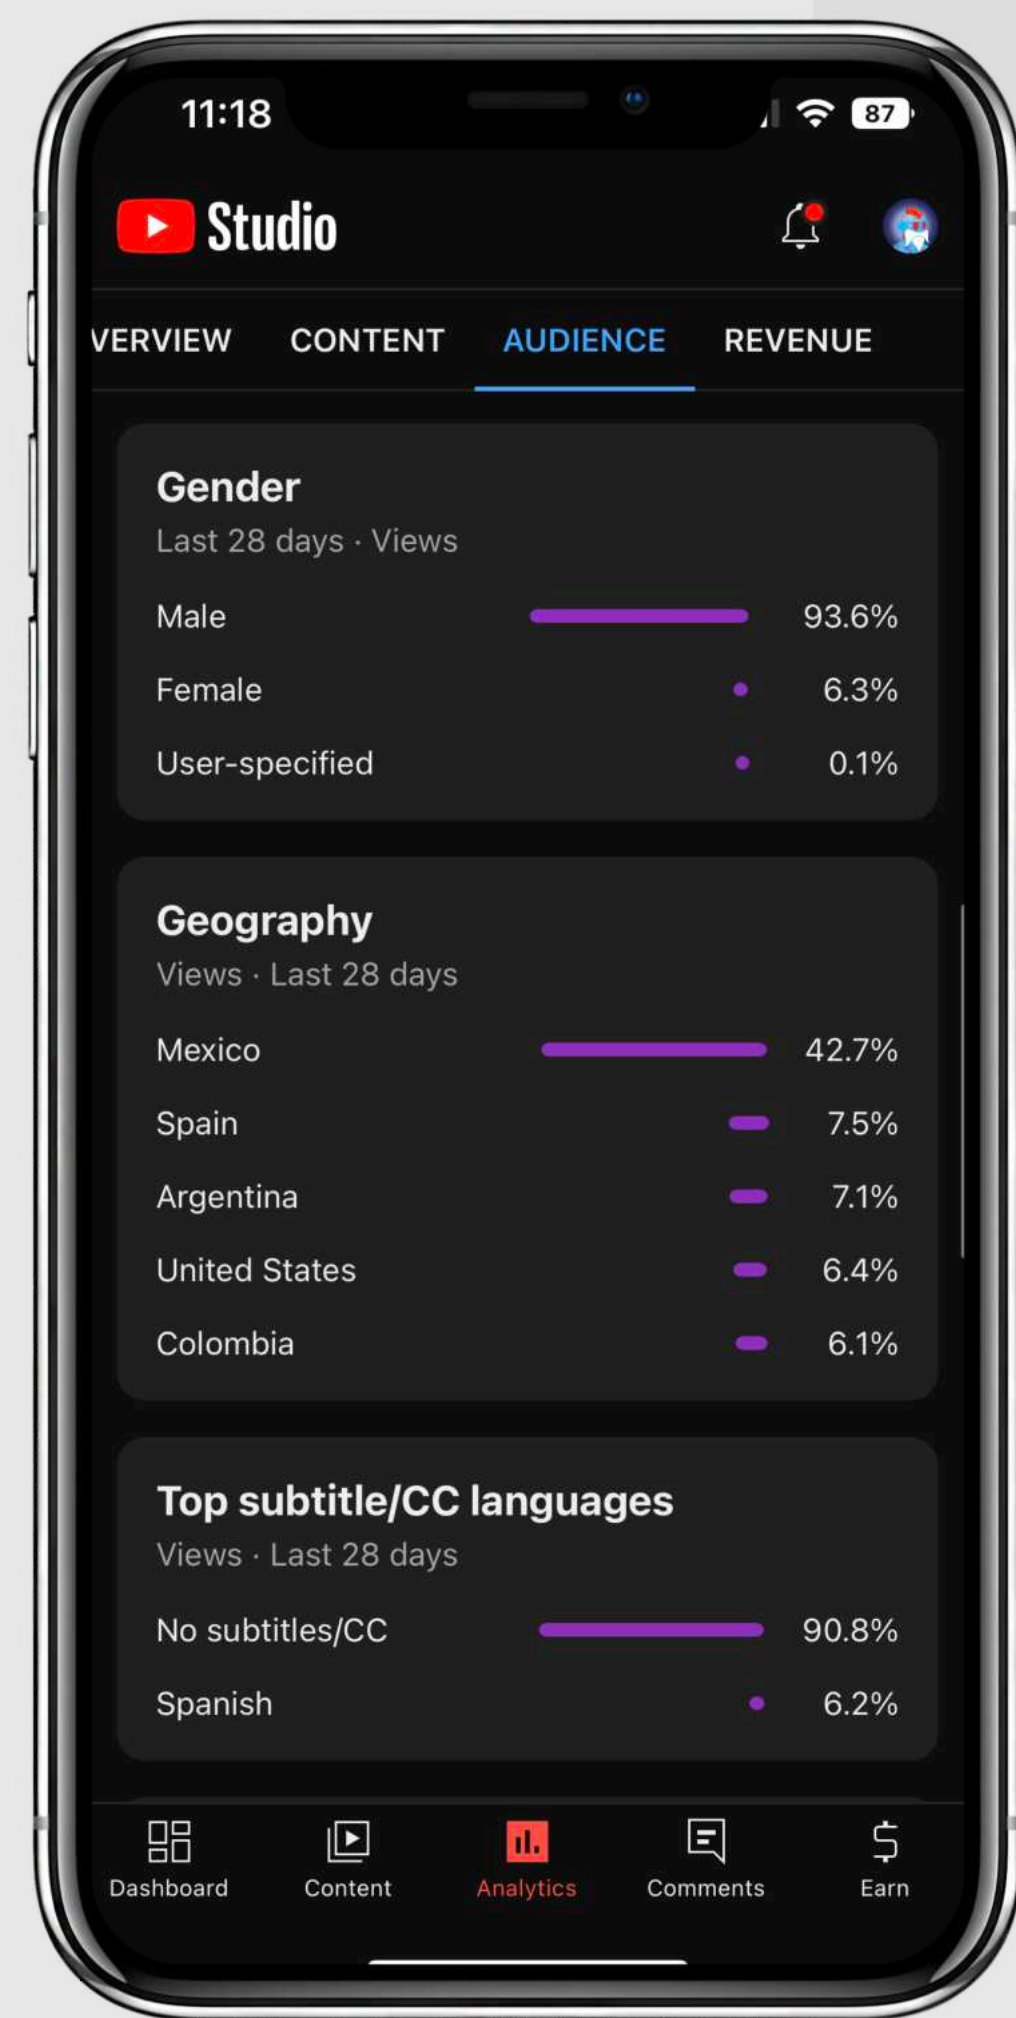 11:18
87
Studio
VERVIEW CONTENT AUDIENCE REVENUE
Gender
Last 28 days · Views
Male 93.6%
Female 6.3%
User-specified 0.1%
Geography
Views · Last 28 days
Mexico 42.7%
Spain 7.5%
Argentina 7.1%
United States 6.4%
Colombia 6.1%
Top subtitle/CC languages
Views · Last 28 days
No subtitles/CC 90.8%
Spanish 6.2%
Dashboard Content Analytics Comments Earn